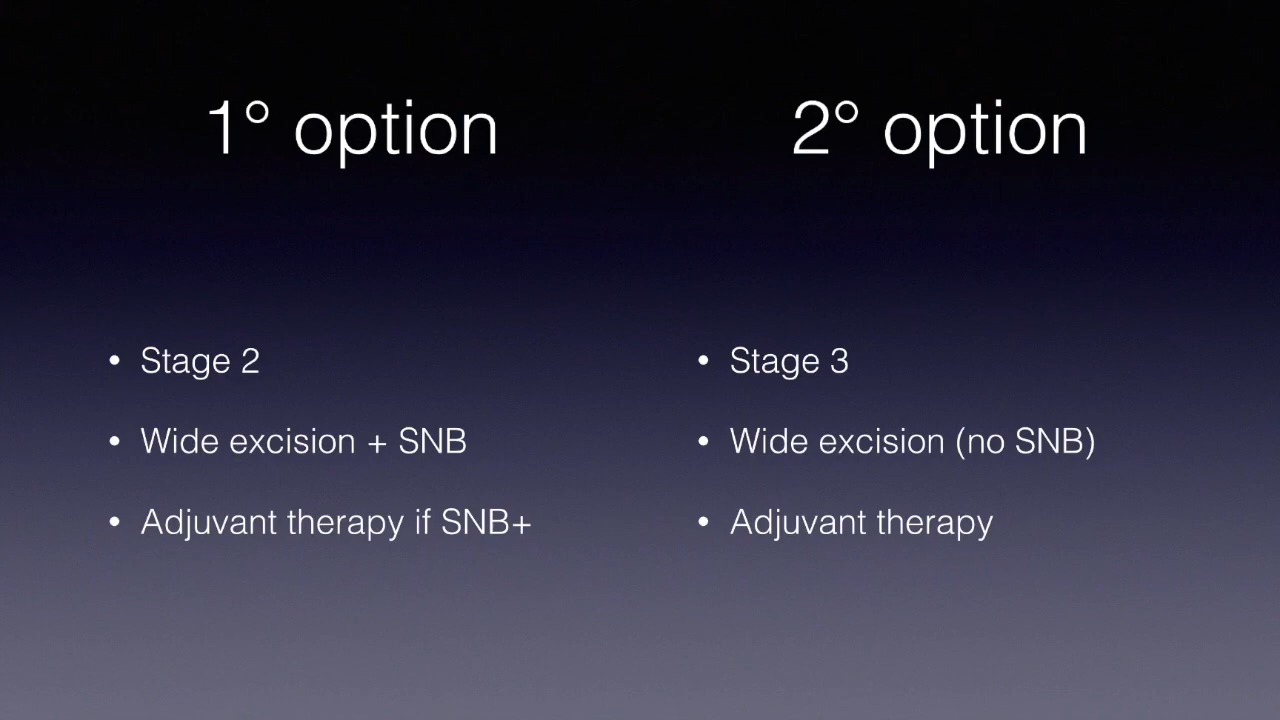 1° option
• Stage 2
• Wide excision + SNB
• Adjuvant therapy if SNB+
2° option
• Stage 3
• Wide excision (no SNB)
• Adjuvant therapy